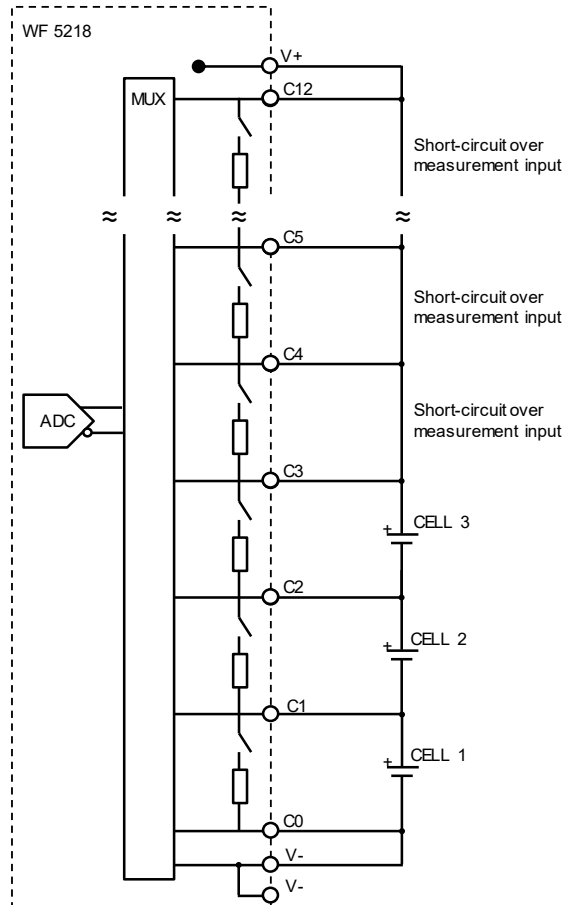 WF 5218
V+
MUX
C12
Short-circuit over
measurement input
≈ ≈ ≈ ≈
C5
Short-circuit over
measurement input
C4
ADC
Short-circuit over
measurement input
C3
+ CELL 3
C2
+ CELL 2
C1
+ CELL 1
C0
V-
V-